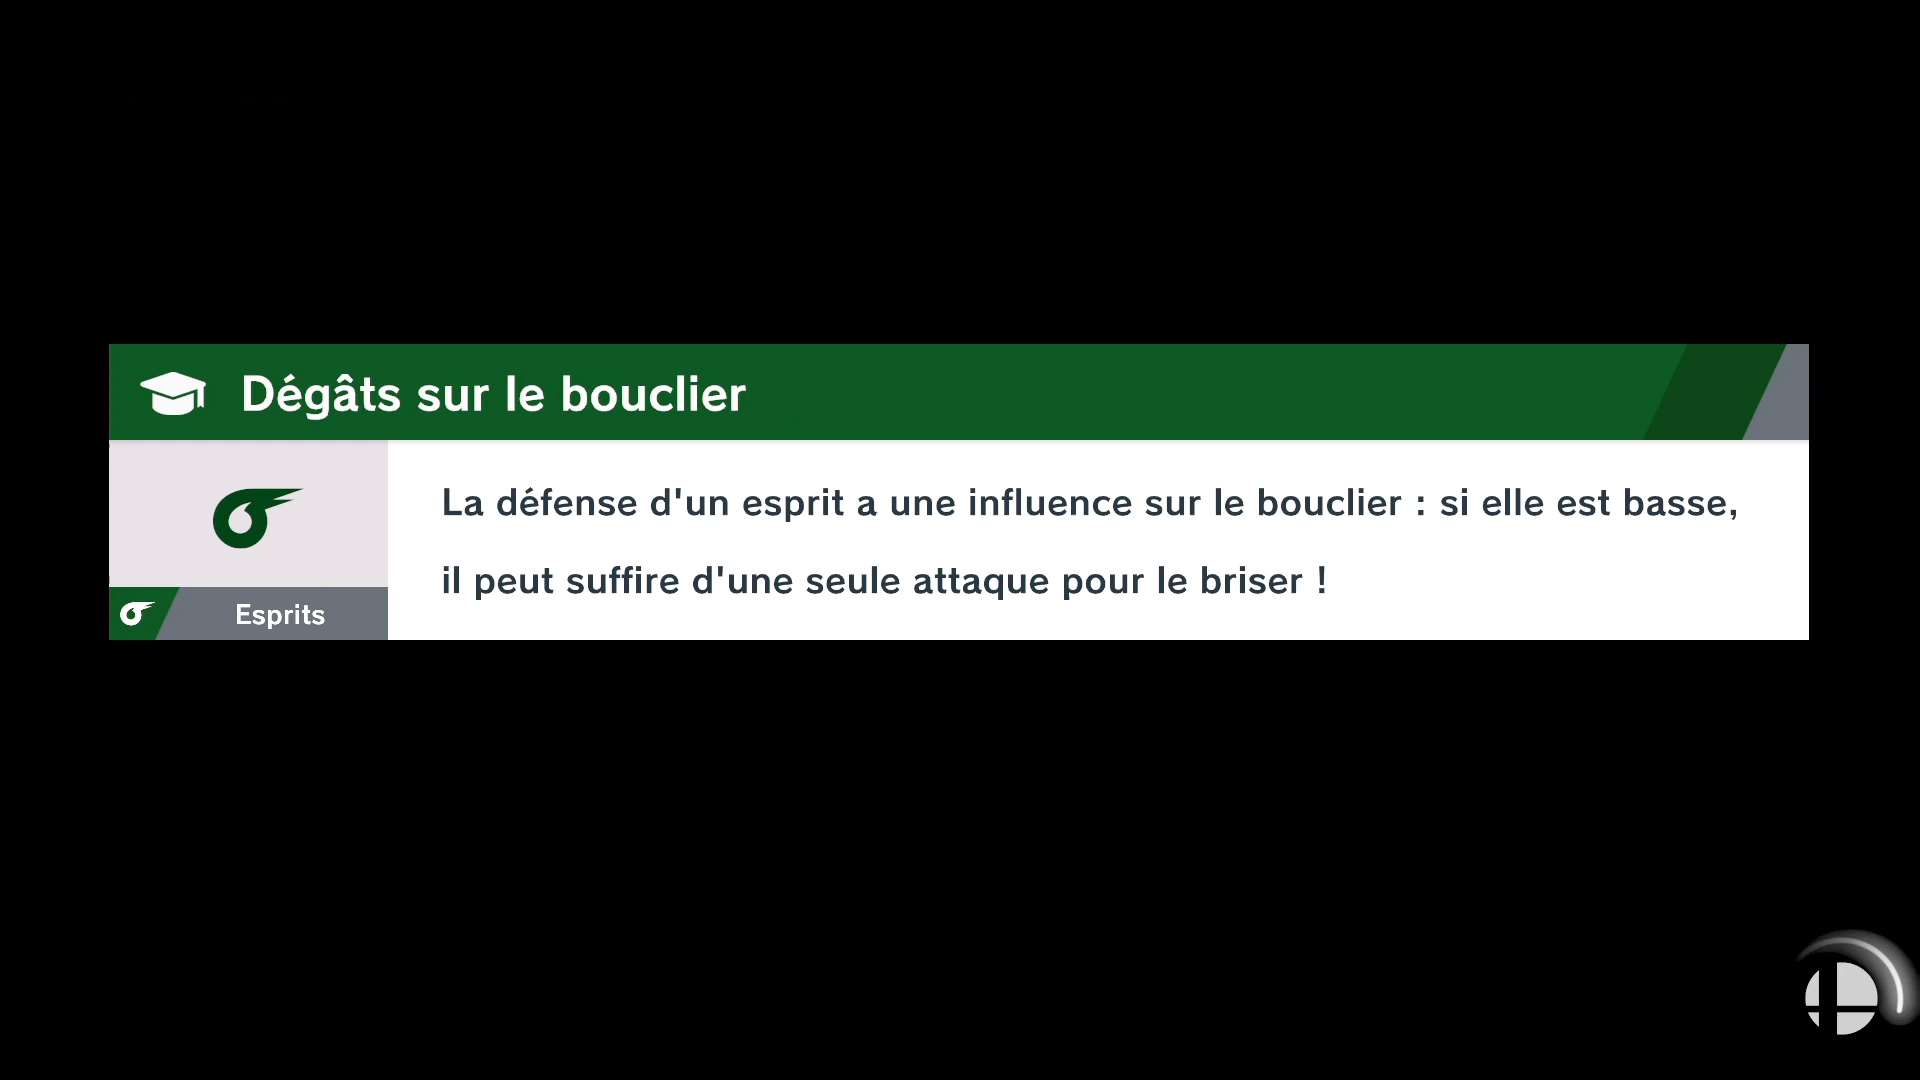 Dégâts sur le bouclier
La défense d'un esprit a une influence sur le bouclier : si elle est basse,
il peut suffire d'une seule attaque pour le briser !
Esprits